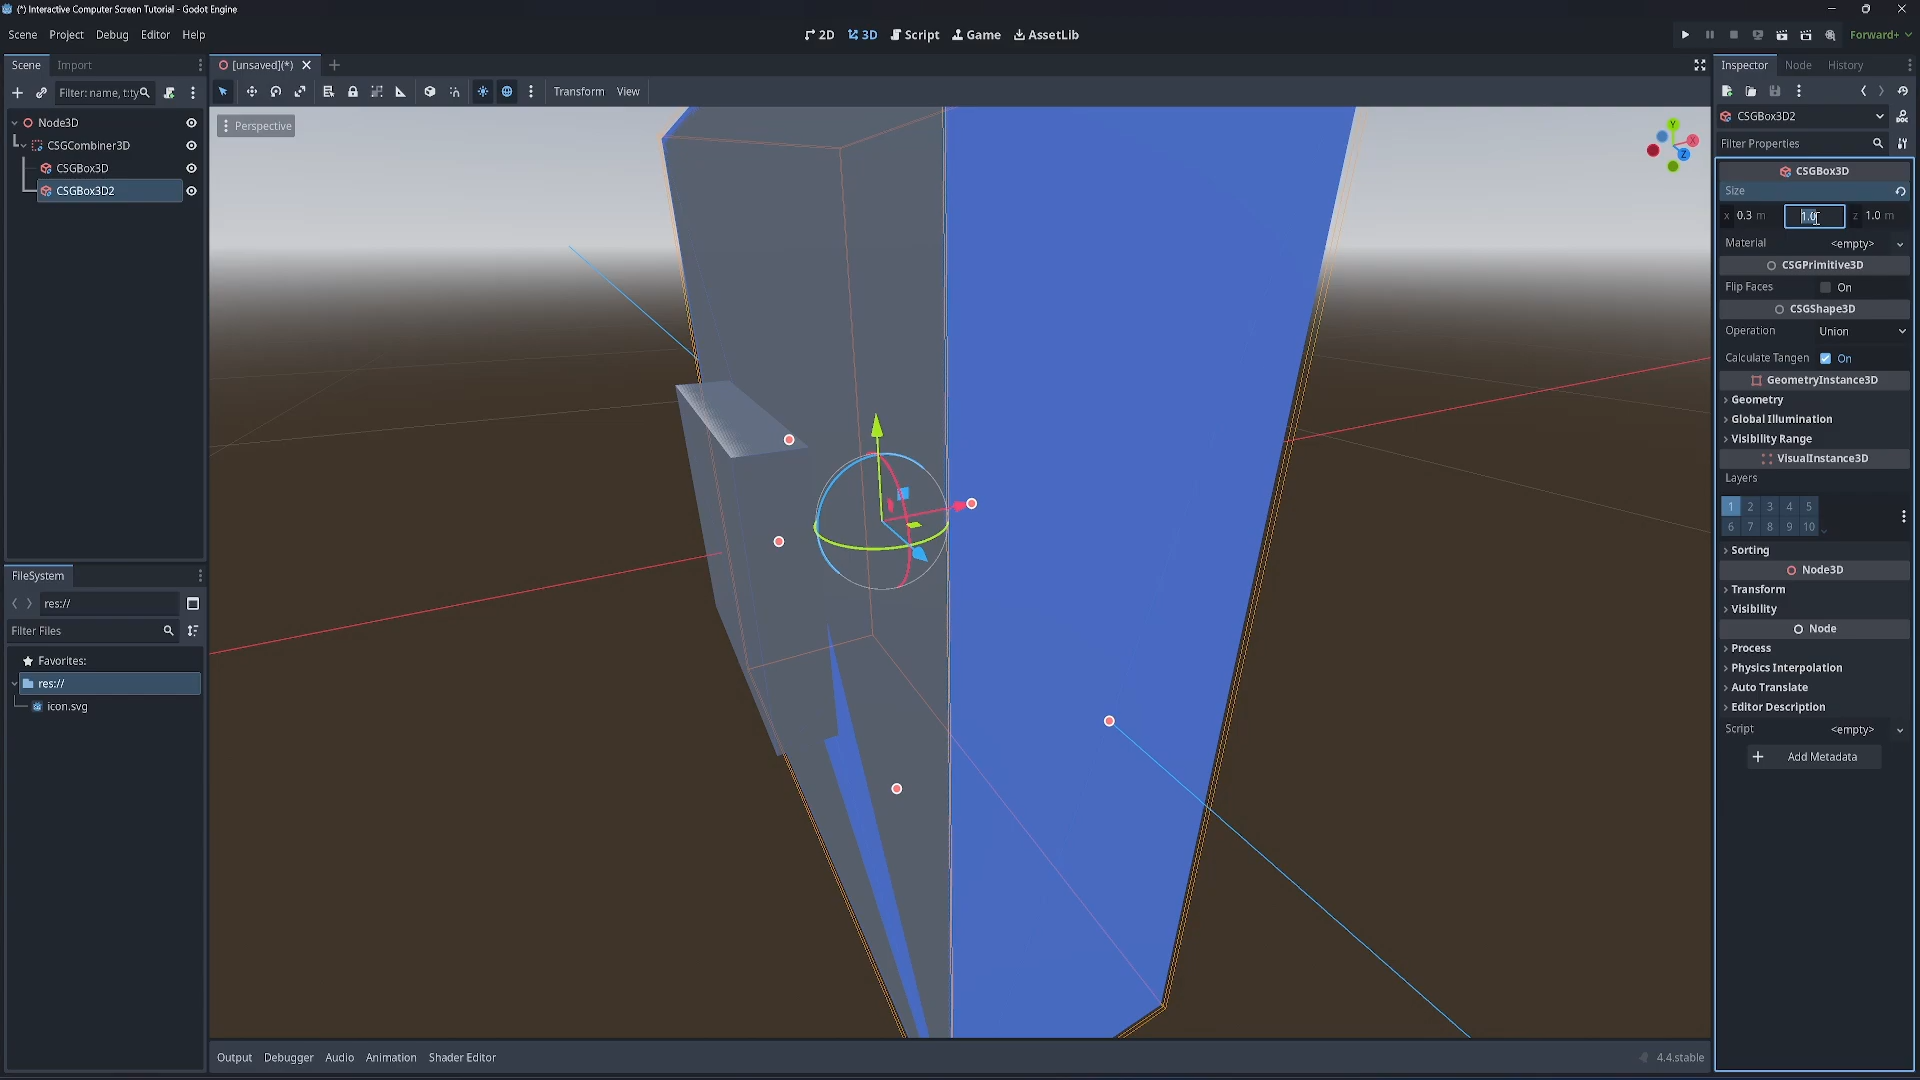 (*) Interactive Computer Screen Tutorial - Godot Engine
Scene Project Debug Editor Help
2D 3D Script Game AssetLib
Forward+
Scene Import
[unsaved](*)
Inspector Node History
Filter: name, t:ty
Transform View
CSGBox3D2
Node3D
Perspective
CSGCombiner3D
Filter Properties
CSGBox3D
CSGBox3D
CSGBox3D2
Size
x 0.3 m 1.0 z 1.0 m
Material <empty>
CSGPrimitive3D
Flip Faces On
CSGShape3D
Operation Union
Calculate Tangen On
GeometryInstance3D
Geometry
Global Illumination
Visibility Range
VisualInstance3D
Layers
1 2 3 4 5
6 7 8 9 10
Sorting
Node3D
Transform
Visibility
Node
Process
Physics Interpolation
Auto Translate
Editor Description
Script <empty>
Add Metadata
FileSystem
res://
Filter Files
Favorites:
res://
icon.svg
Y
X
Z
Output Debugger Audio Animation Shader Editor
4.4.stable